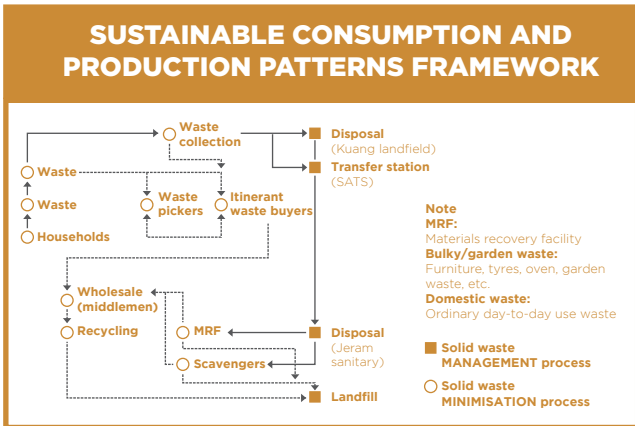 SUSTAINABLE CONSUMPTION AND
PRODUCTION PATTERNS FRAMEWORK
Waste
collection
Disposal
(Kuang landfield)
Transfer station
(SATS)
Waste
Waste
pickers
Itinerant
waste buyers
Waste
Households
Note
MRF:
Materials recovery facility
Bulky/garden waste:
Furniture, tyres, oven, garden
waste, etc.
Domestic waste:
Ordinary day-to-day use waste
Wholesale
(middlemen)
Recycling
MRF
Disposal
(Jeram
sanitary)
Scavengers
Landfill
Solid waste
MANAGEMENT process
Solid waste
MINIMISATION process